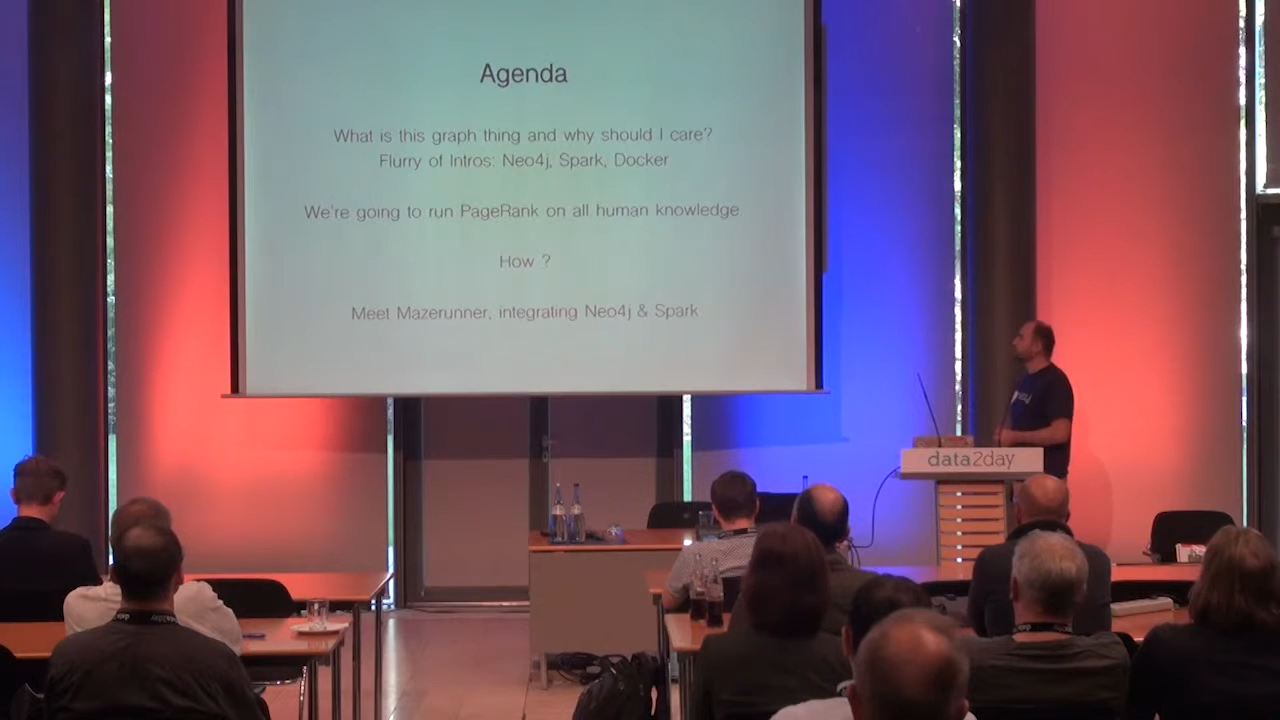 Agenda
What is this graph thing and why should I care?
Flurry of Intros: Neo4j, Spark, Docker
We're going to run PageRank on all human knowledge
How ?
Meet Mazerunner, integrating Neo4j & Spark
data2day